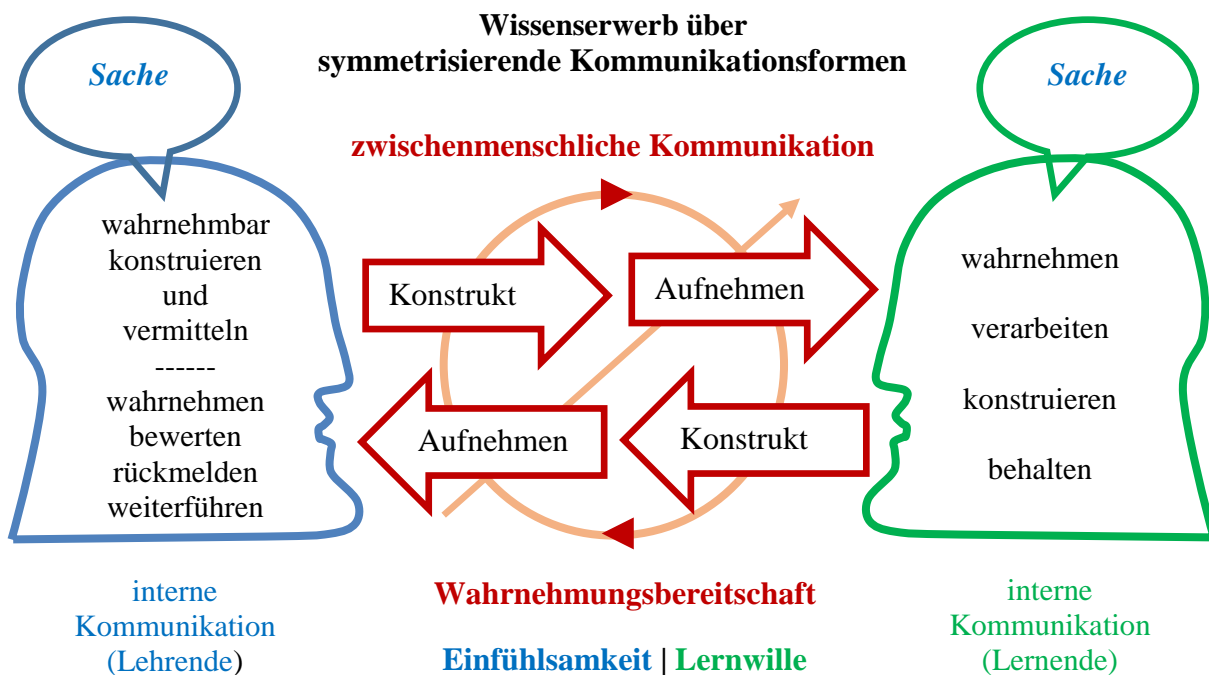 Wissenserwerb über
symmetrisierende Kommunikationsformen
Sache
Sache
zwischenmenschliche Kommunikation
wahrnehmbar
konstruieren
und
vermitteln
------
wahrnehmen
bewerten
rückmelden
weiterführen
Konstrukt
Aufnehmen
Aufnehmen
Konstrukt
wahrnehmen
verarbeiten
konstruieren
behalten
interne
Kommunikation
(Lehrende)
Wahrnehmungsbereitschaft
Einfühlsamkeit | Lernwille
interne
Kommunikation
(Lernende)